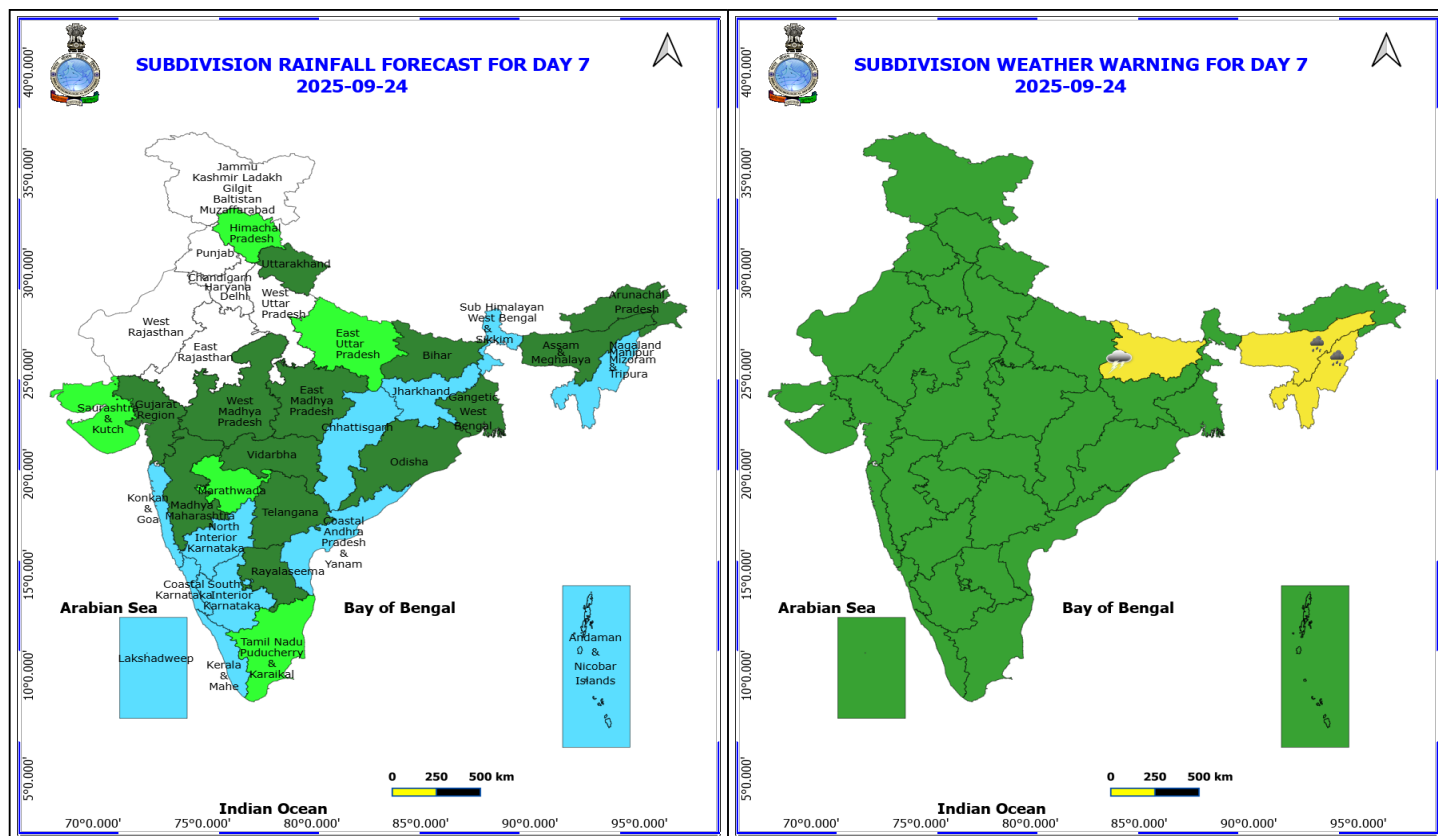 SUBDIVISION RAINFALL FORECAST FOR DAY 7
2025-09-24
40°0.000'
35°0.000'
30°0.000'
25°0.000'
20°0.000'
15°0.000'
10°0.000'
5°0.000'
Jammu
Kashmir Ladakh
Gilgit
Baltistan
Muzaffarabad
Himachal
Pradesh
Punjab
Uttarakhand
Chandigarh
Haryana
Delhi
West
Uttar
Pradesh
West
Rajasthan
East
Rajasthan
East
Uttar
Pradesh
Bihar
Sub Himalayan
West Bengal
&
Sikkim
Arunachal
Pradesh
Assam
&
Meghalaya
Nagaland
Manipur
Mizoram
&
Tripura
Saurashtra
&
Kutch
Gujarat
Region
West
Madhya
Pradesh
East
Madhya
Pradesh
Jharkhand
Gangetic
West
Bengal
Chhattisgarh
Vidarbha
Odisha
Konkan
&
Goa
Madhya
Maharashtra
Marathwada
Telangana
North
Interior
Karnataka
Coastal
Andhra
Pradesh
&
Yanam
Rayalaseema
Coastal
Karnataka
South
Interior
Karnataka
Arabian Sea
Bay of Bengal
Tamil Nadu
Puducherry
&
Karaikal
Kerala
&
Mahe
Lakshadweep
Andaman
&
Nicobar
Islands
0 250 500 km
Indian Ocean
70°0.000' 75°0.000' 80°0.000' 85°0.000' 90°0.000' 95°0.000'
SUBDIVISION WEATHER WARNING FOR DAY 7
2025-09-24
40°0.000'
35°0.000'
30°0.000'
25°0.000'
20°0.000'
15°0.000'
10°0.000'
5°0.000'
Arabian Sea
Bay of Bengal
0 250 500 km
Indian Ocean
70°0.000' 75°0.000' 80°0.000' 85°0.000' 90°0.000' 95°0.000'